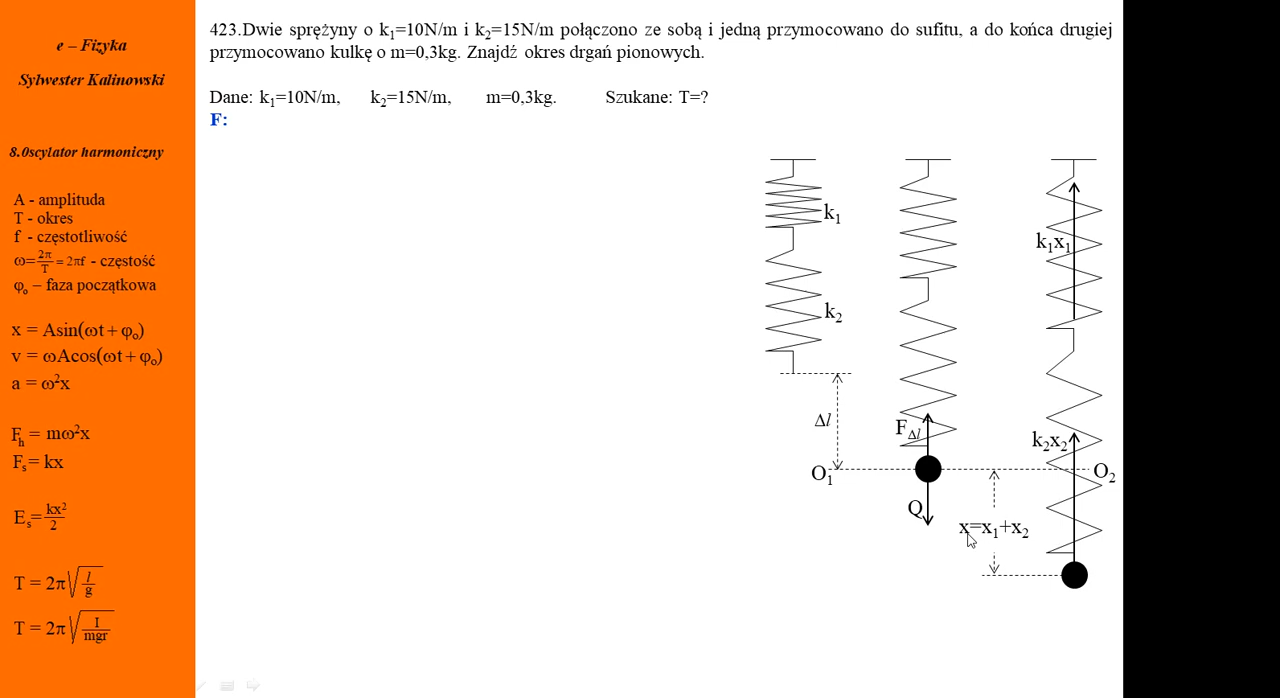 e – Fizyka
Sylwester Kalinowski
8.Oscylator harmoniczny
A - amplituda
T - okres
f - częstotliwość
ω=2π/T = 2πf - częstość
φₒ – faza początkowa
x = Asin(ωt + φₒ)
v = ωAcos(ωt + φₒ)
a = ω²x
Fₕ = mω²x
Fₛ= kx
Eₛ=kx²/2
T = 2π√(l/g)
T = 2π√(I/mgr)
423.Dwie sprężyny o k₁=10N/m i k₂=15N/m połączono ze sobą i jedną przymocowano do sufitu, a do końca drugiej
przymocowano kulkę o m=0,3kg. Znajdź okres drgań pionowych.
Dane: k₁=10N/m, k₂=15N/m, m=0,3kg. Szukane: T=?
F:
k₁
k₂
Δl
O₁
F_Δl
Q
k₁x₁
k₂x₂
O₂
x=x₁+x₂